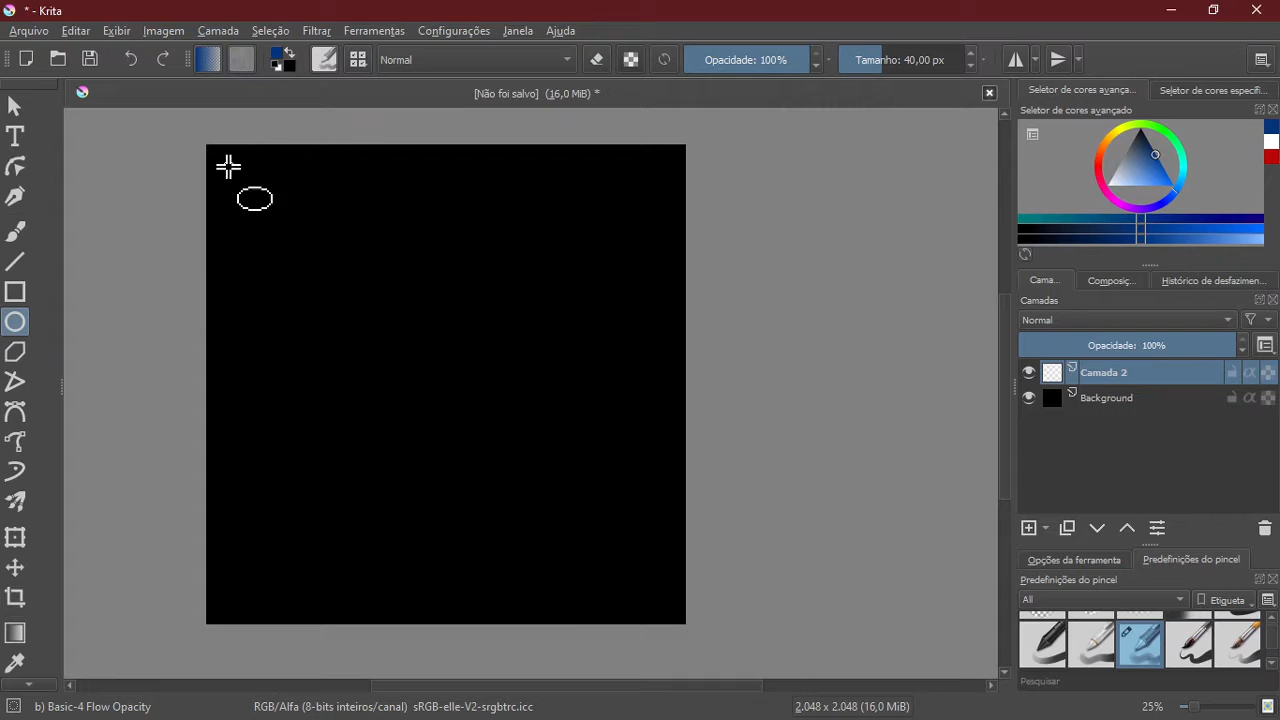 * - Krita
Arquivo Editar Exibir Imagem Camada Seleção Filtrar Ferramentas Configurações Janela Ajuda
Normal Opacidade: 100% Tamanho: 40,00 px
[Não foi salvo] (16,0 MiB) *
Seletor de cores avança... Seletor de cores específi...
Seletor de cores avançado
Cama... Composiç... Histórico de desfazimen...
Camadas
Normal
Opacidade: 100%
Camada 2
Background
Opções da ferramenta Predefinições do pincel
Predefinições do pincel
All Etiqueta
Pesquisar
b) Basic-4 Flow Opacity RGB/Alfa (8-bits inteiros/canal) sRGB-elle-V2-srgbtrc.icc 2.048 x 2.048 (16,0 MiB) 25%